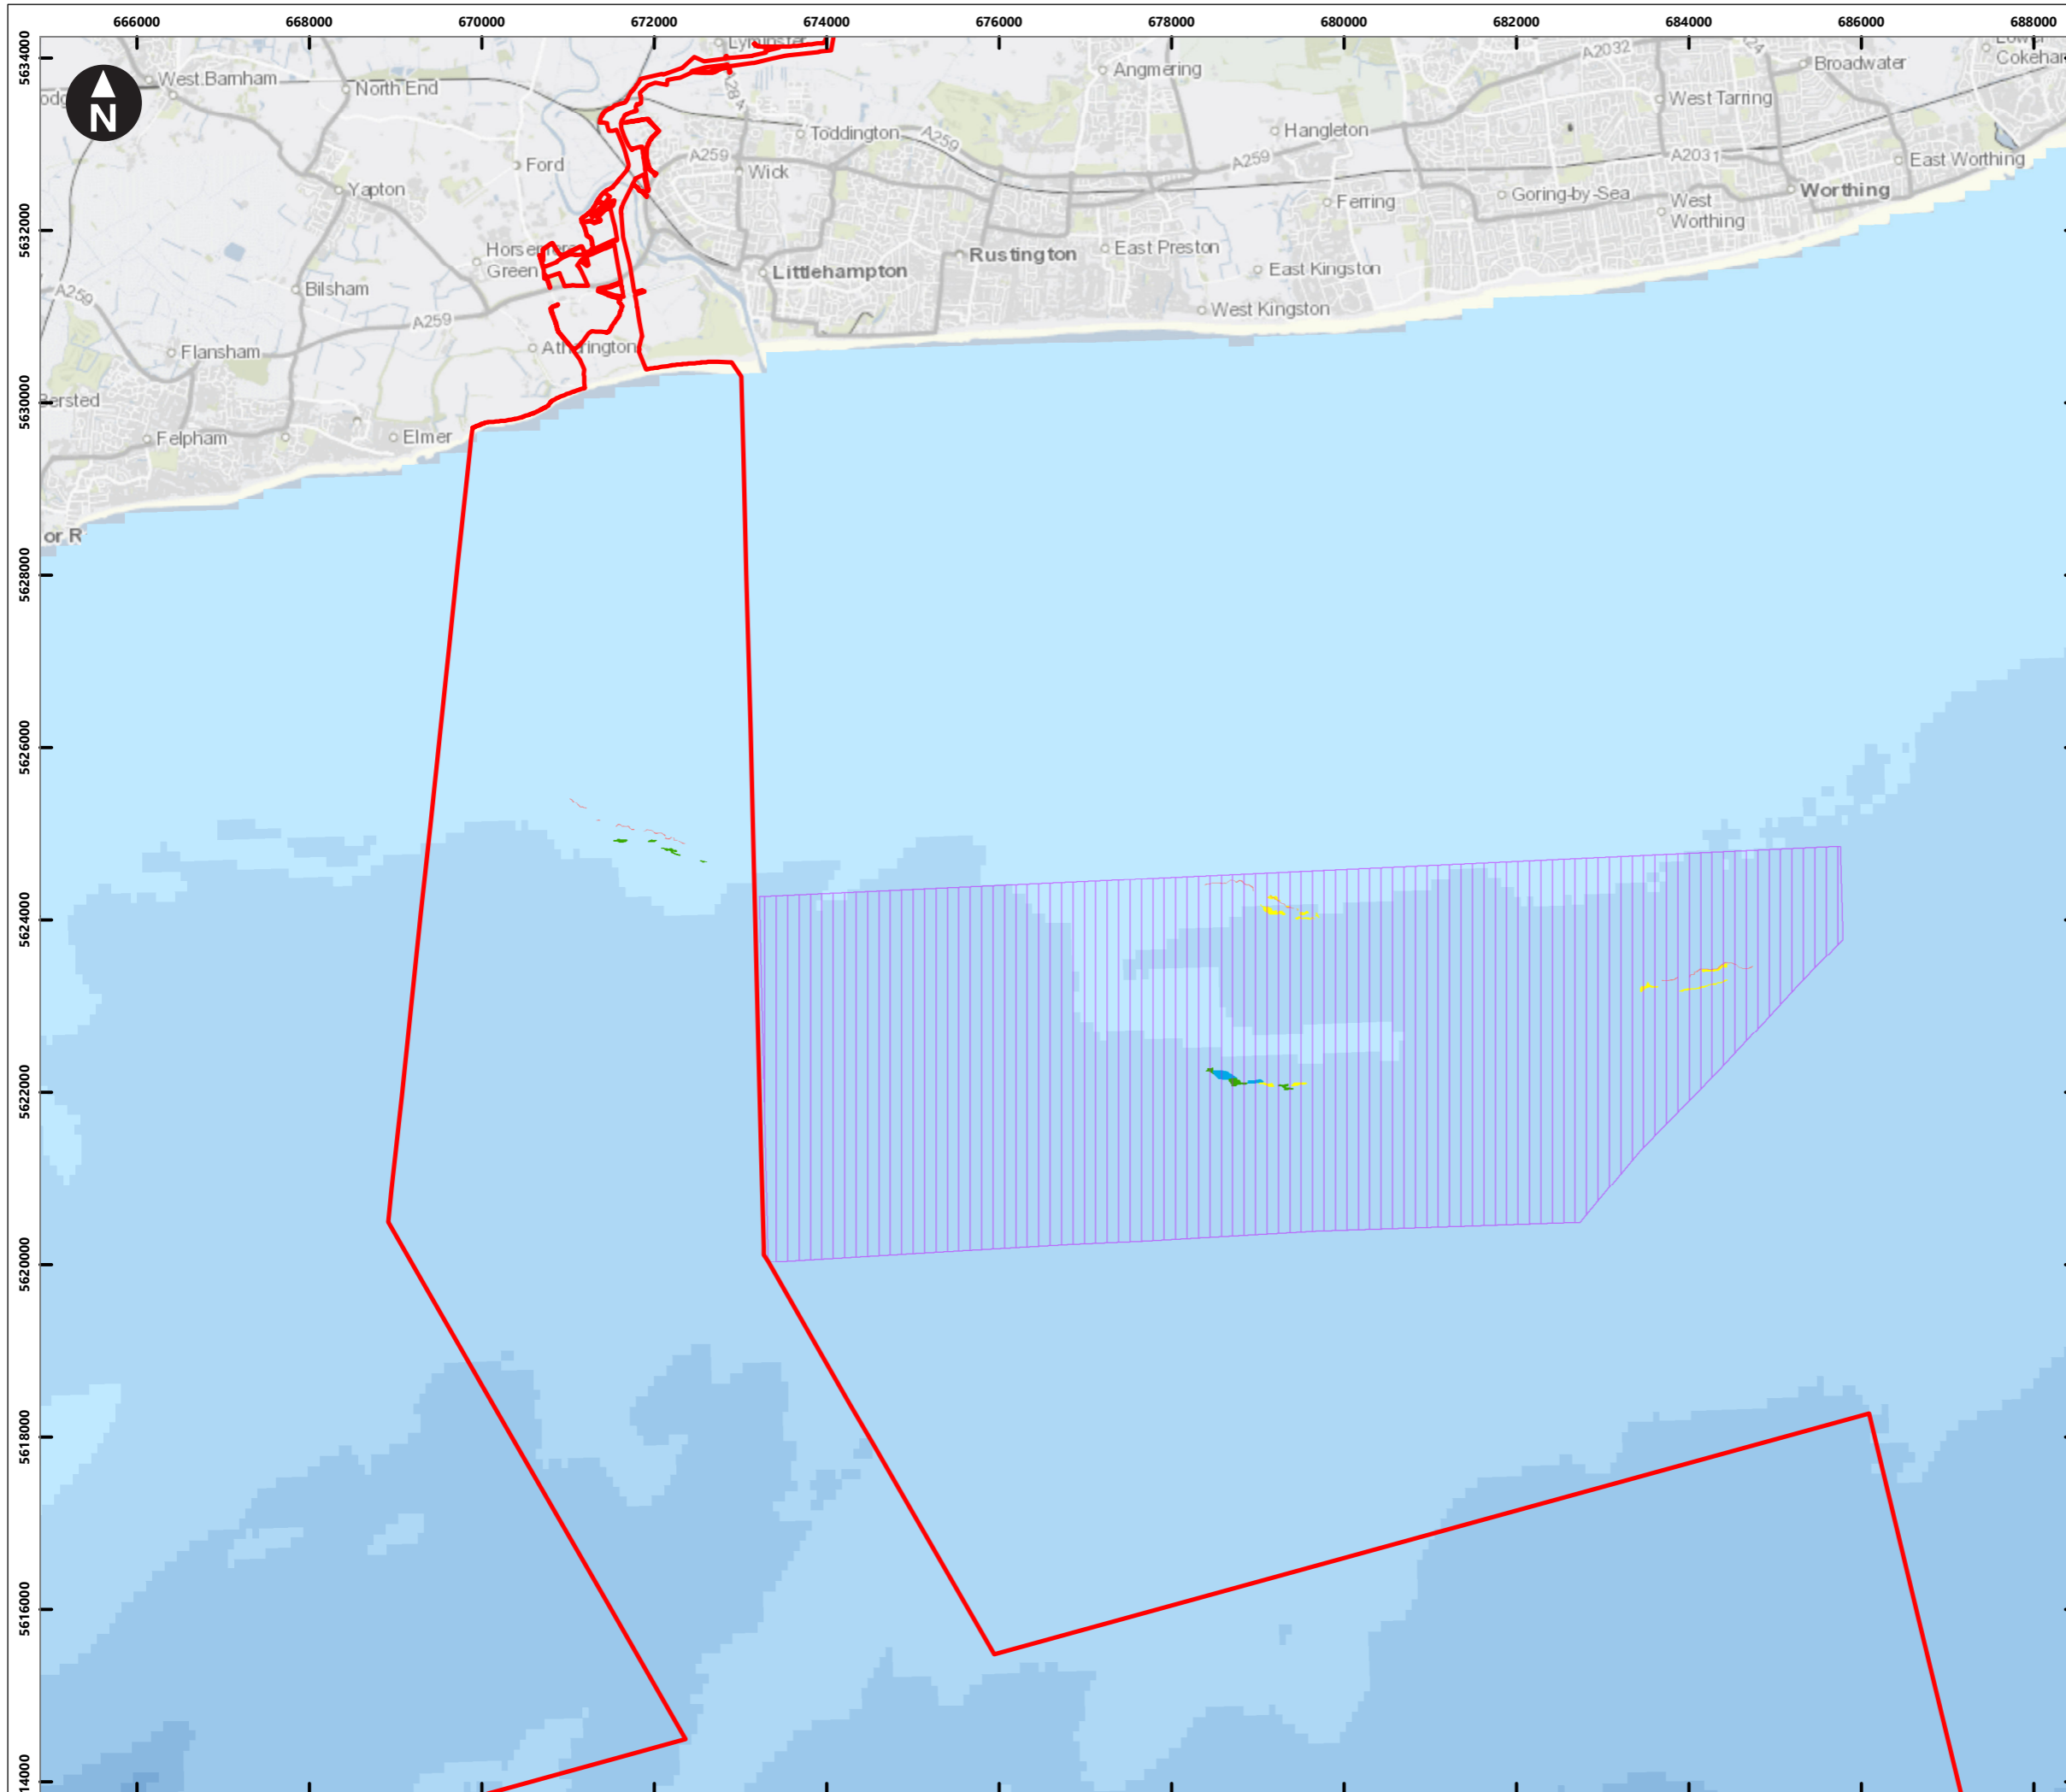 666000 668000 670000 672000 674000 676000 678000 680000 682000 684000 686000 688000
5634000
5632000
5630000
5628000
5626000
5624000
5622000
5620000
5618000
5616000
N
West Barnham
North End
Lyminster
A284
Angmering
A2032
Broadwater
West Tarring
Toddington
A259
Hangleton
A259
A2031
East Worthing
Ford
A259
Wick
Yapton
Goring-by-Sea
Worthing
Ferring
West
Worthing
Green
Rustington
East Preston
Littlehampton
East Kingston
Bilsham
A259
West Kingston
A259
Flansham
Atherington
Felpham
Elmer
or R